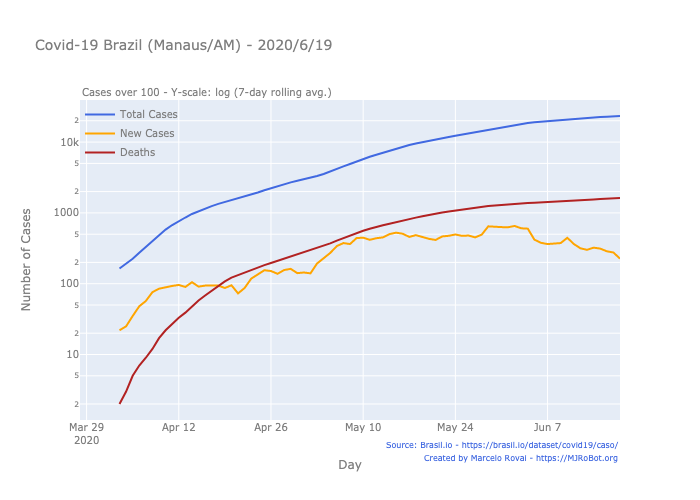 Covid-19 Brazil (Manaus/AM) - 2020/6/19
Cases over 100 - Y-scale: log (7-day rolling avg.)
Total Cases
New Cases
Deaths
2
10k
5
2
1000
5
2
100
5
2
10
5
2
Number of Cases
Mar 29
2020
Apr 12
Apr 26
May 10
May 24
Jun 7
Day
Source: Brasil.io - https://brasil.io/dataset/covid19/caso/
Created by Marcelo Rovai - https://MJRoBot.org